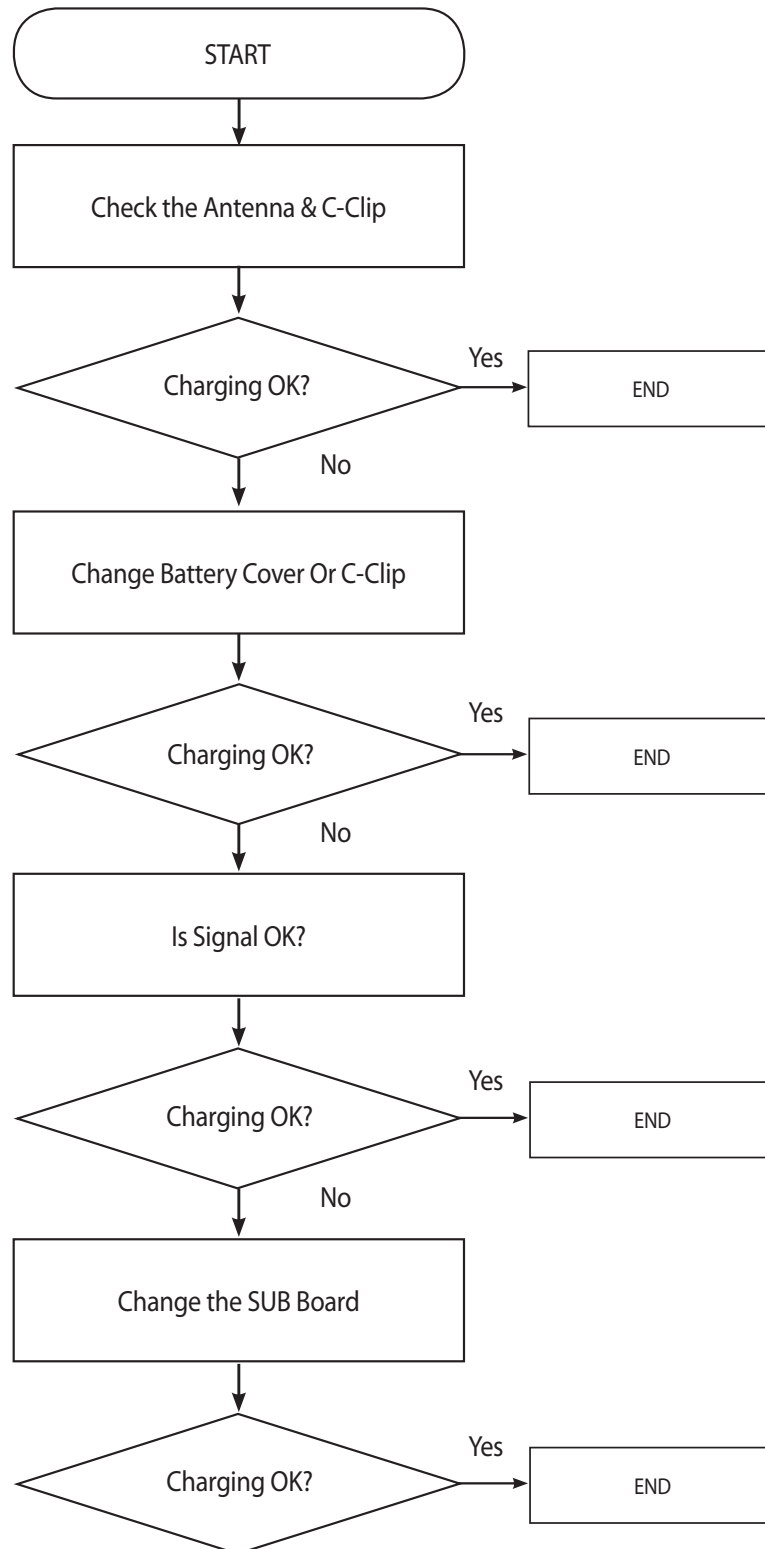 START
Check the Antenna & C-Clip
Charging OK?
Yes
END
No
Change Battery Cover Or C-Clip
Charging OK?
Yes
END
No
Is Signal OK?
Charging OK?
Yes
END
No
Change the SUB Board
Charging OK?
Yes
END